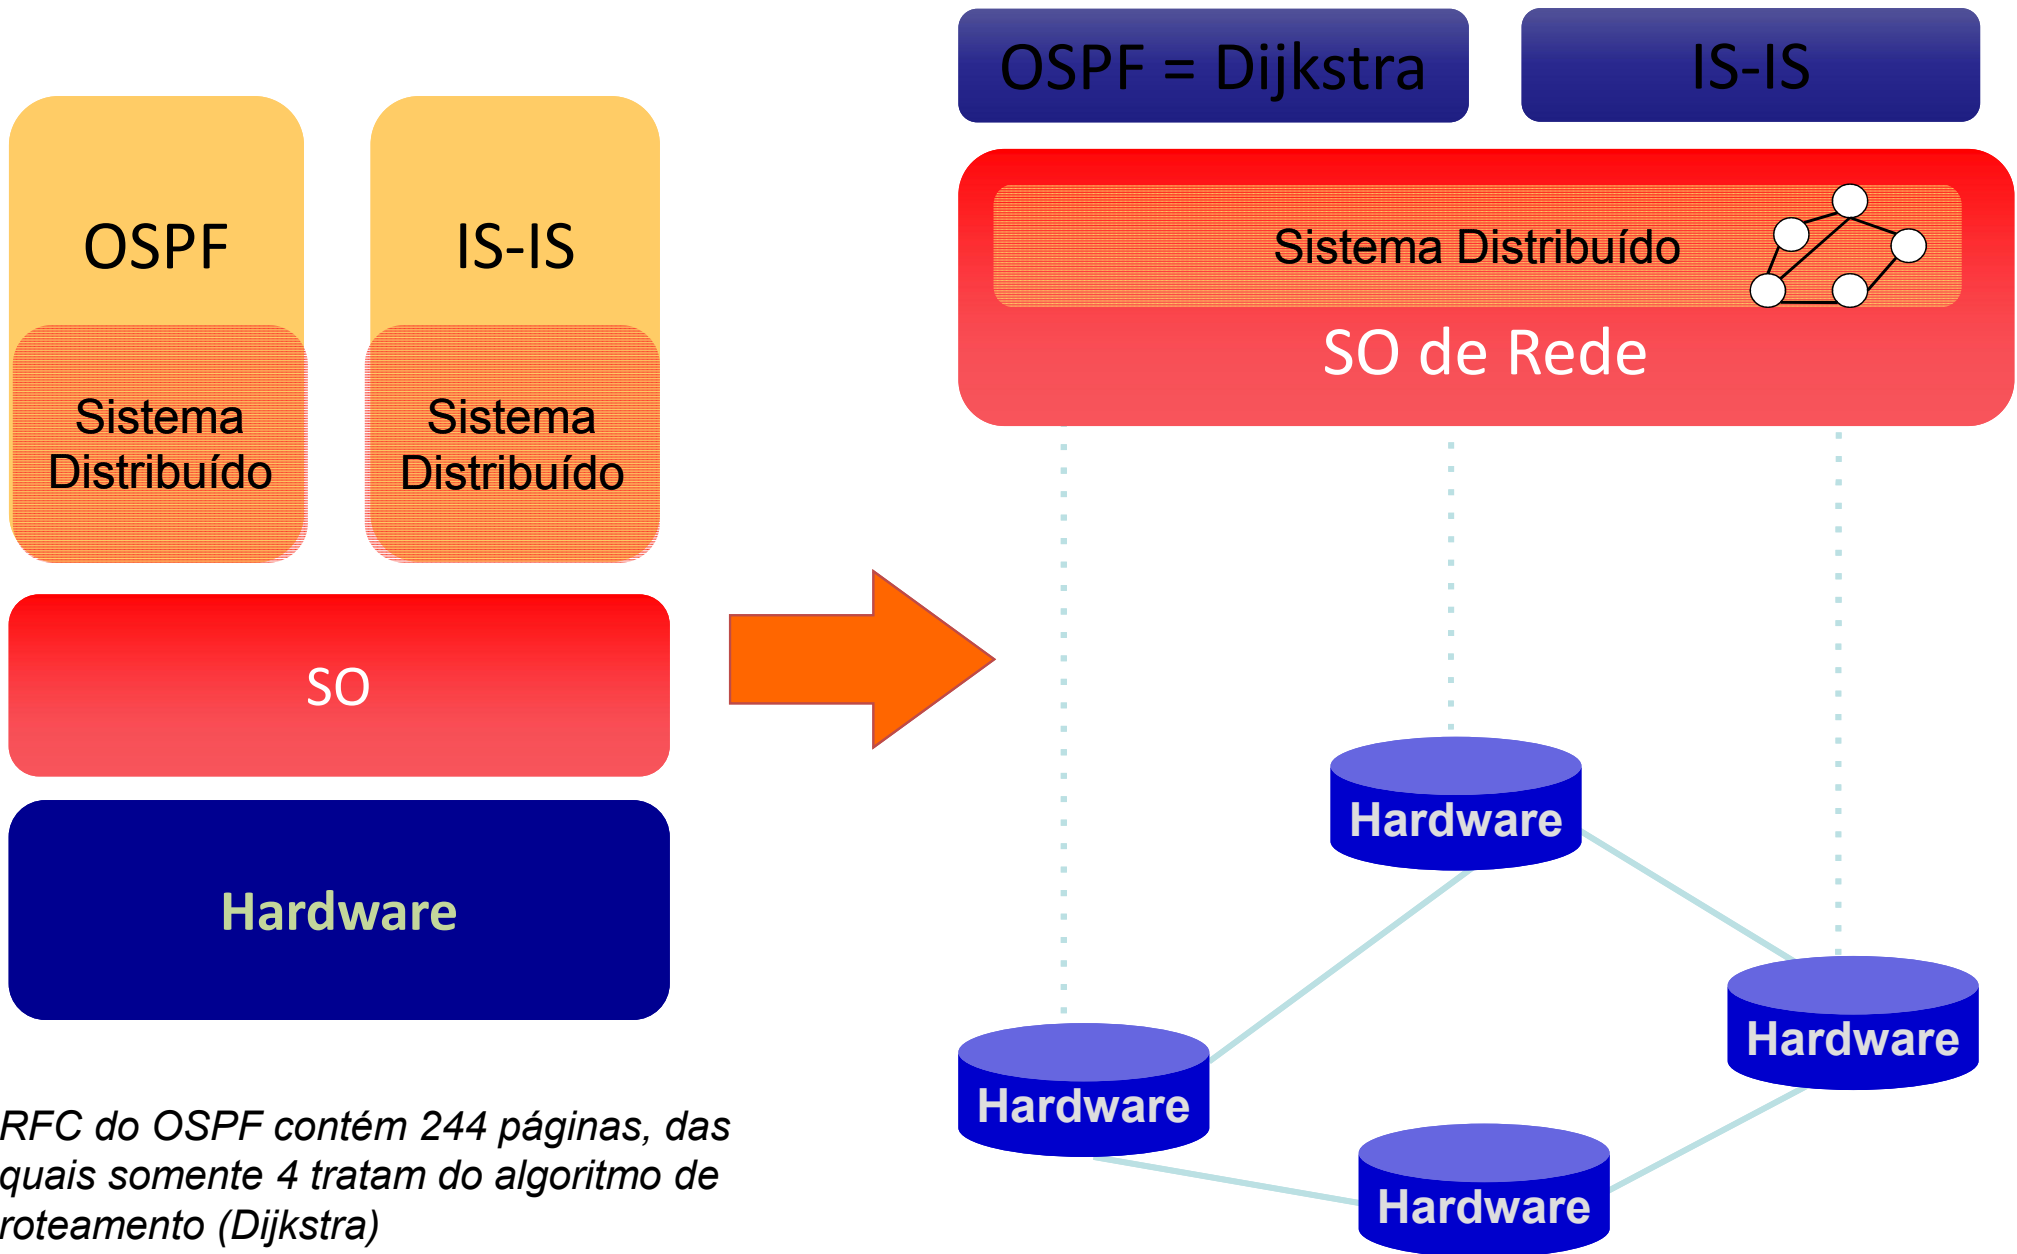 OSPF
IS-IS
Sistema
Distribuído
Sistema
Distribuído
SO
Hardware
RFC do OSPF contém 244 páginas, das
quais somente 4 tratam do algoritmo de
roteamento (Dijkstra)
OSPF = Dijkstra
IS-IS
Sistema Distribuído
SO de Rede
Hardware
Hardware
Hardware
Hardware